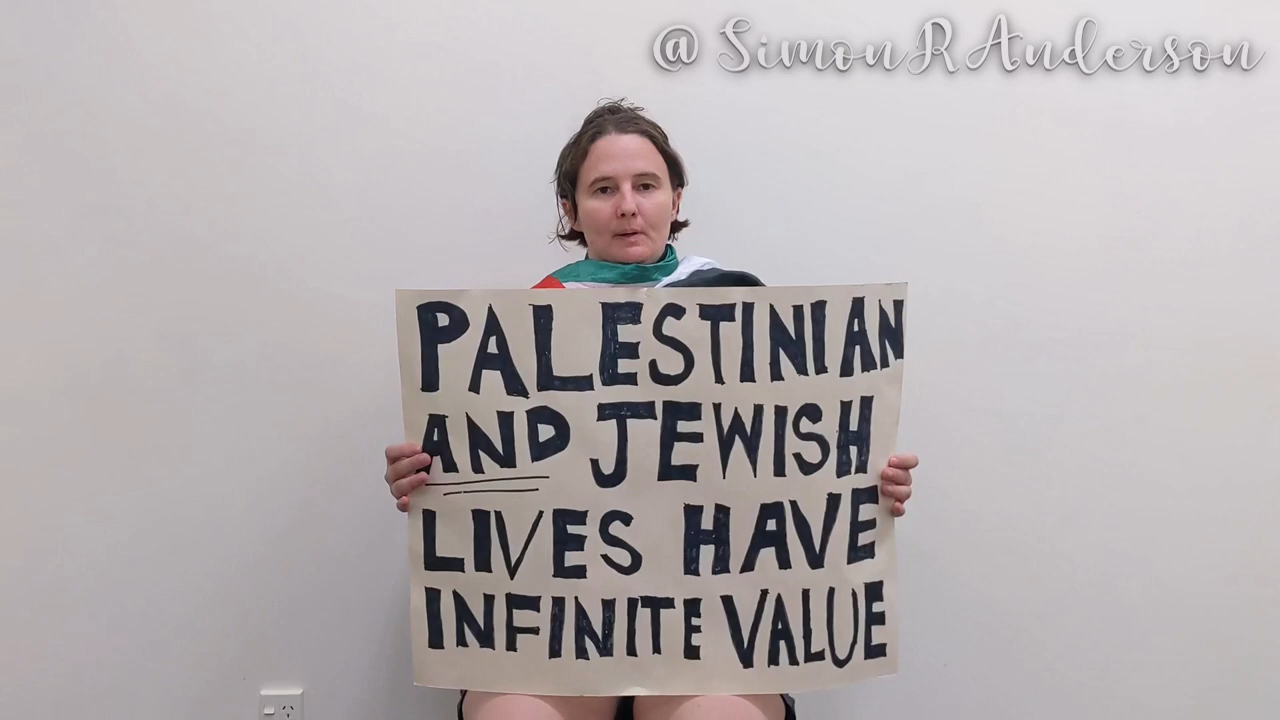 @SimonRAnderson
PALESTINIAN
AND JEWISH
LIVES HAVE
INFINITE VALUE